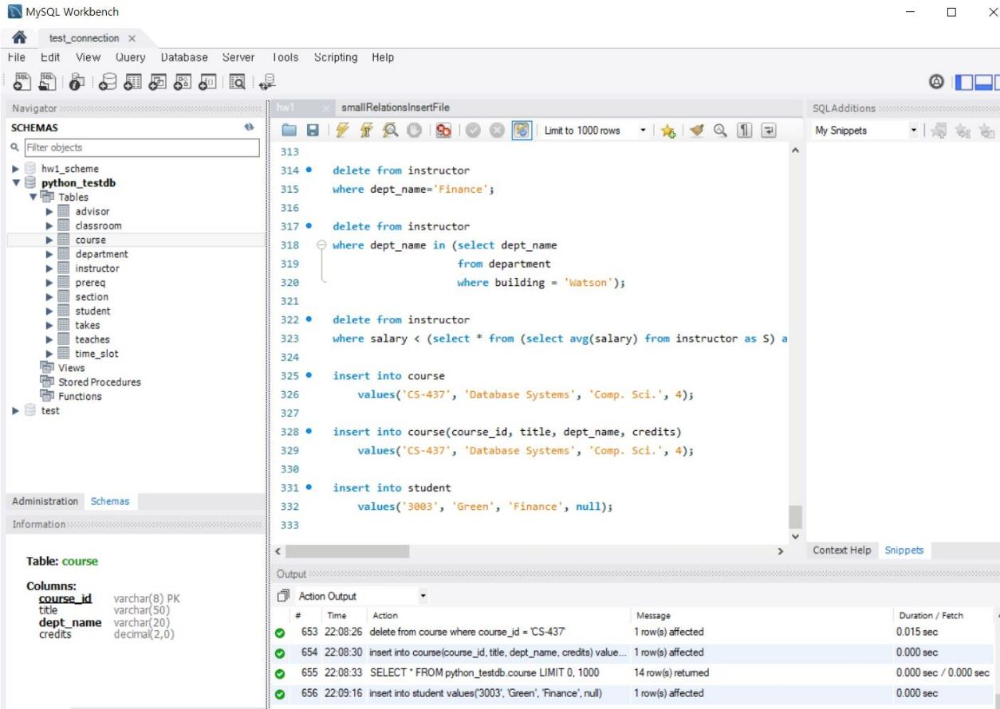 MySQL Workbench
test_connection
File Edit View Query Database Server Tools Scripting Help
Navigator
SCHEMAS
Filter objects
hw1_scheme
python_testdb
Tables
advisor
classroom
course
department
instructor
prereq
section
student
takes
teaches
time_slot
Views
Stored Procedures
Functions
test
Administration Schemas
Information
Table: course
Columns:
course_id varchar(8) PK
title varchar(50)
dept_name varchar(20)
credits decimal(2,0)
hw1 smallRelationsInsertFile
Limit to 1000 rows
313
314 delete from instructor
315 where dept_name='Finance';
316
317 delete from instructor
318 where dept_name in (select dept_name
319 from department
320 where building = 'Watson');
321
322 delete from instructor
323 where salary < (select * from (select avg(salary) from instructor as S) a
324
325 insert into course
326 values('CS-437', 'Database Systems', 'Comp. Sci.', 4);
327
328 insert into course(course_id, title, dept_name, credits)
329 values('CS-437', 'Database Systems', 'Comp. Sci.', 4);
330
331 insert into student
332 values('3003', 'Green', 'Finance', null);
333
SQLAdditions
My Snippets
Context Help Snippets
Output
Action Output
# Time Action Message Duration / Fetch
653 22:08:26 delete from course where course_id = 'CS-437' 1 row(s) affected 0.015 sec
654 22:08:30 insert into course(course_id, title, dept_name, credits) value... 1 row(s) affected 0.000 sec
655 22:08:33 SELECT * FROM python_testdb.course LIMIT 0, 1000 14 row(s) returned 0.000 sec / 0.000 sec
656 22:09:16 insert into student values('3003', 'Green', 'Finance', null) 1 row(s) affected 0.000 sec